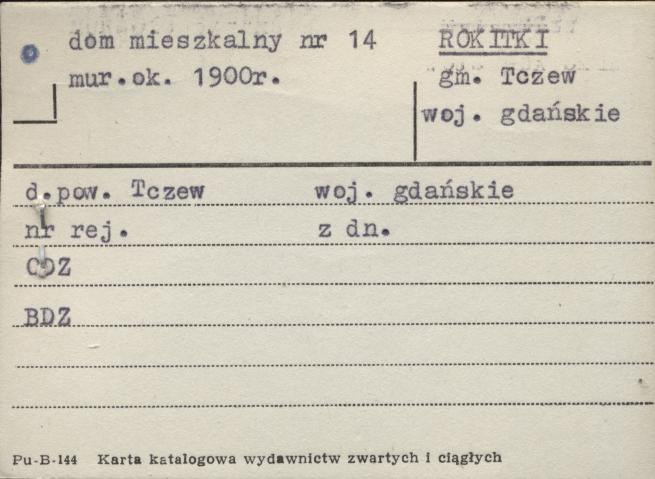 dom mieszkalny nr 14
mur.ok. 1900r.
ROKITKI
gm. Tczew
woj. gdańskie
d.pow. Tczew woj. gdańskie
nr rej. z dn.
CDZ
BDZ
Pu-B-144 Karta katalogowa wydawnictw zwartych i ciągłych